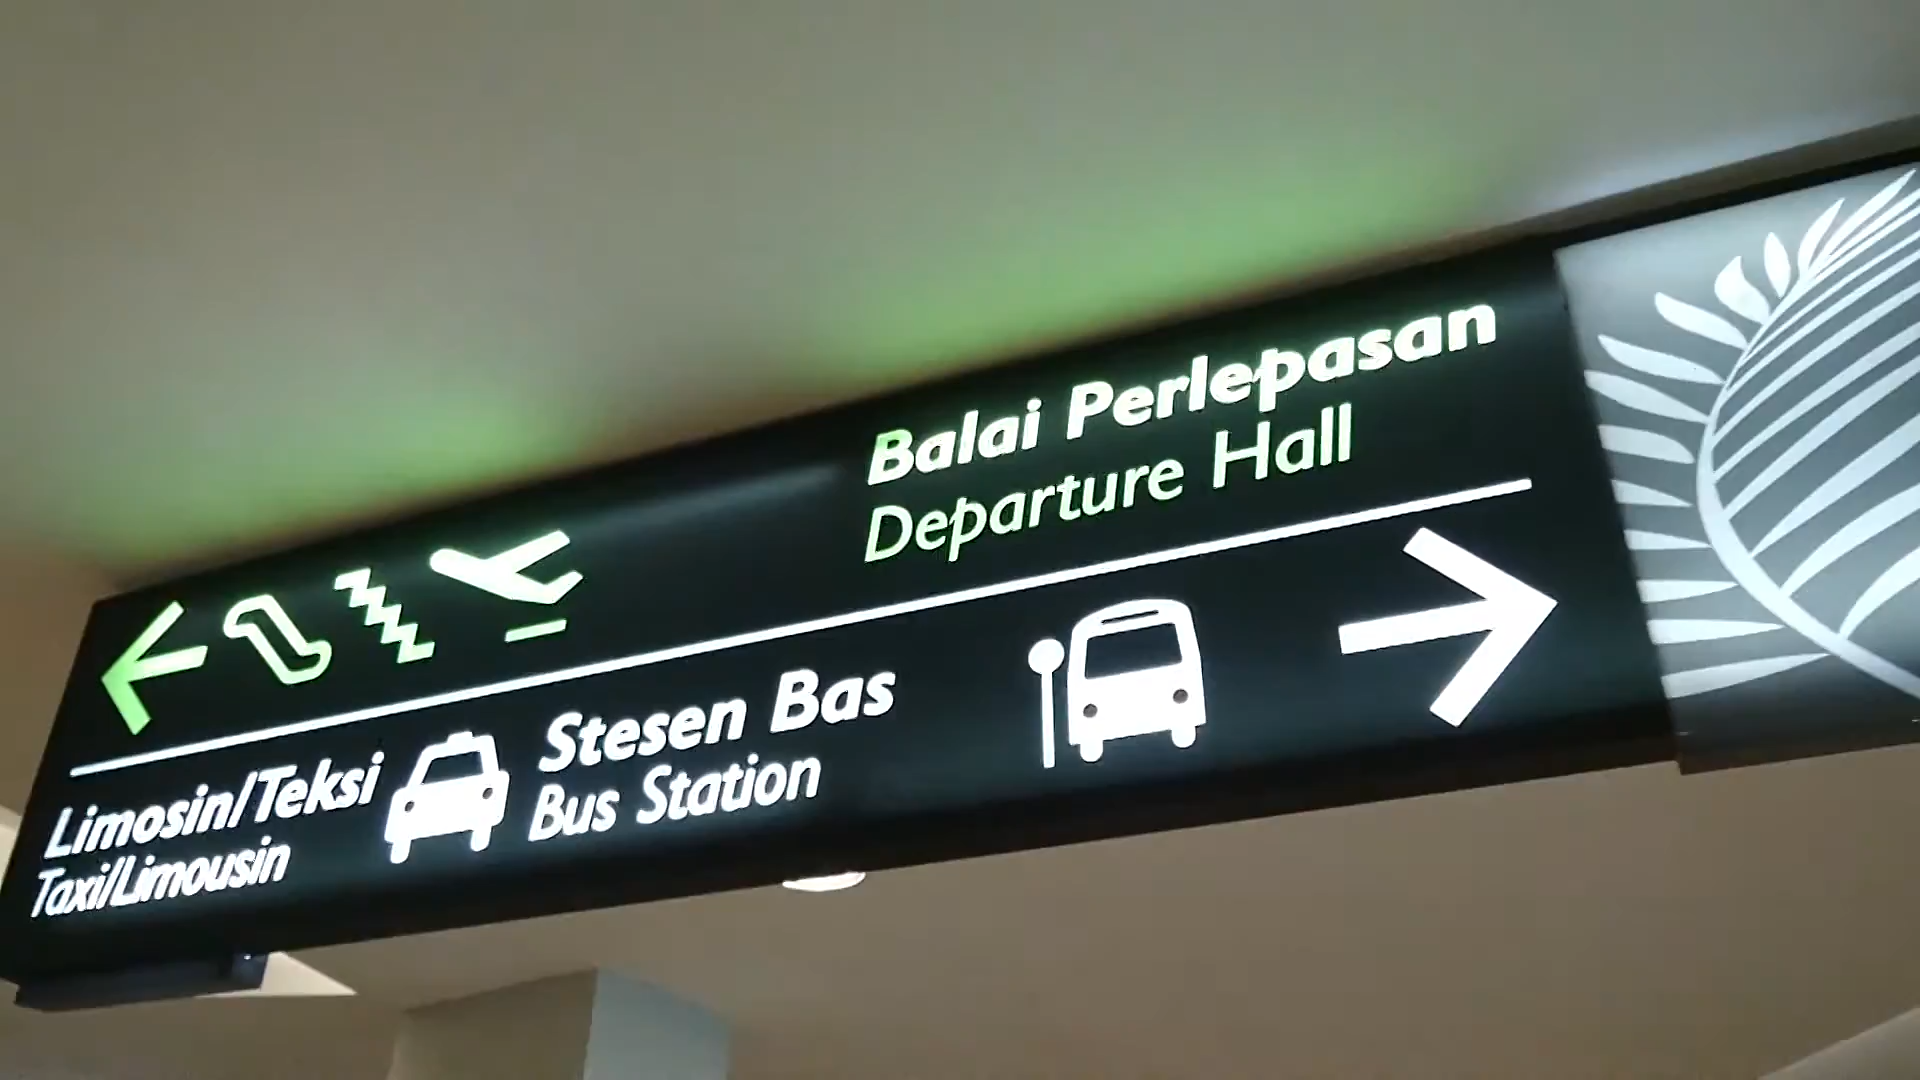 Balai Perlepasan
Departure Hall
Limosin/Teksi
Taxi/Limousin
Stesen Bas
Bus Station